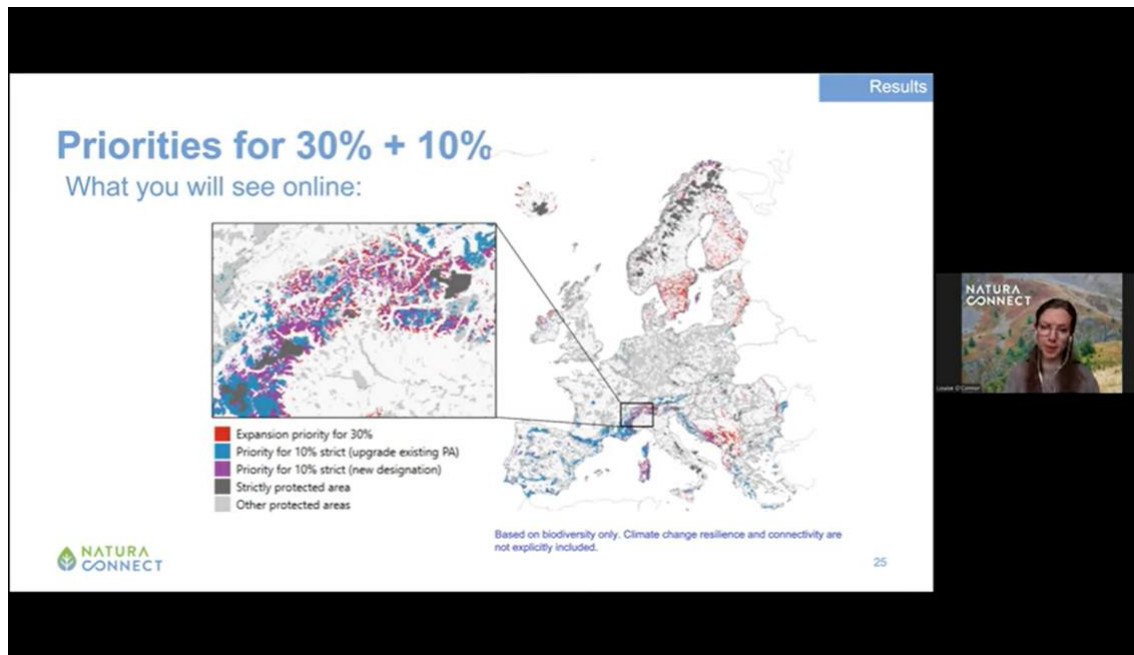 Results
Priorities for 30% + 10%
What you will see online:
Expansion priority for 30%
Priority for 10% strict (upgrade existing PA)
Priority for 10% strict (new designation)
Strictly protected area
Other protected areas
Based on biodiversity only. Climate change resilience and connectivity are
not explicitly included.
NATURA
CONNECT
25
NATURA
CONNECT
Louise O'Connor